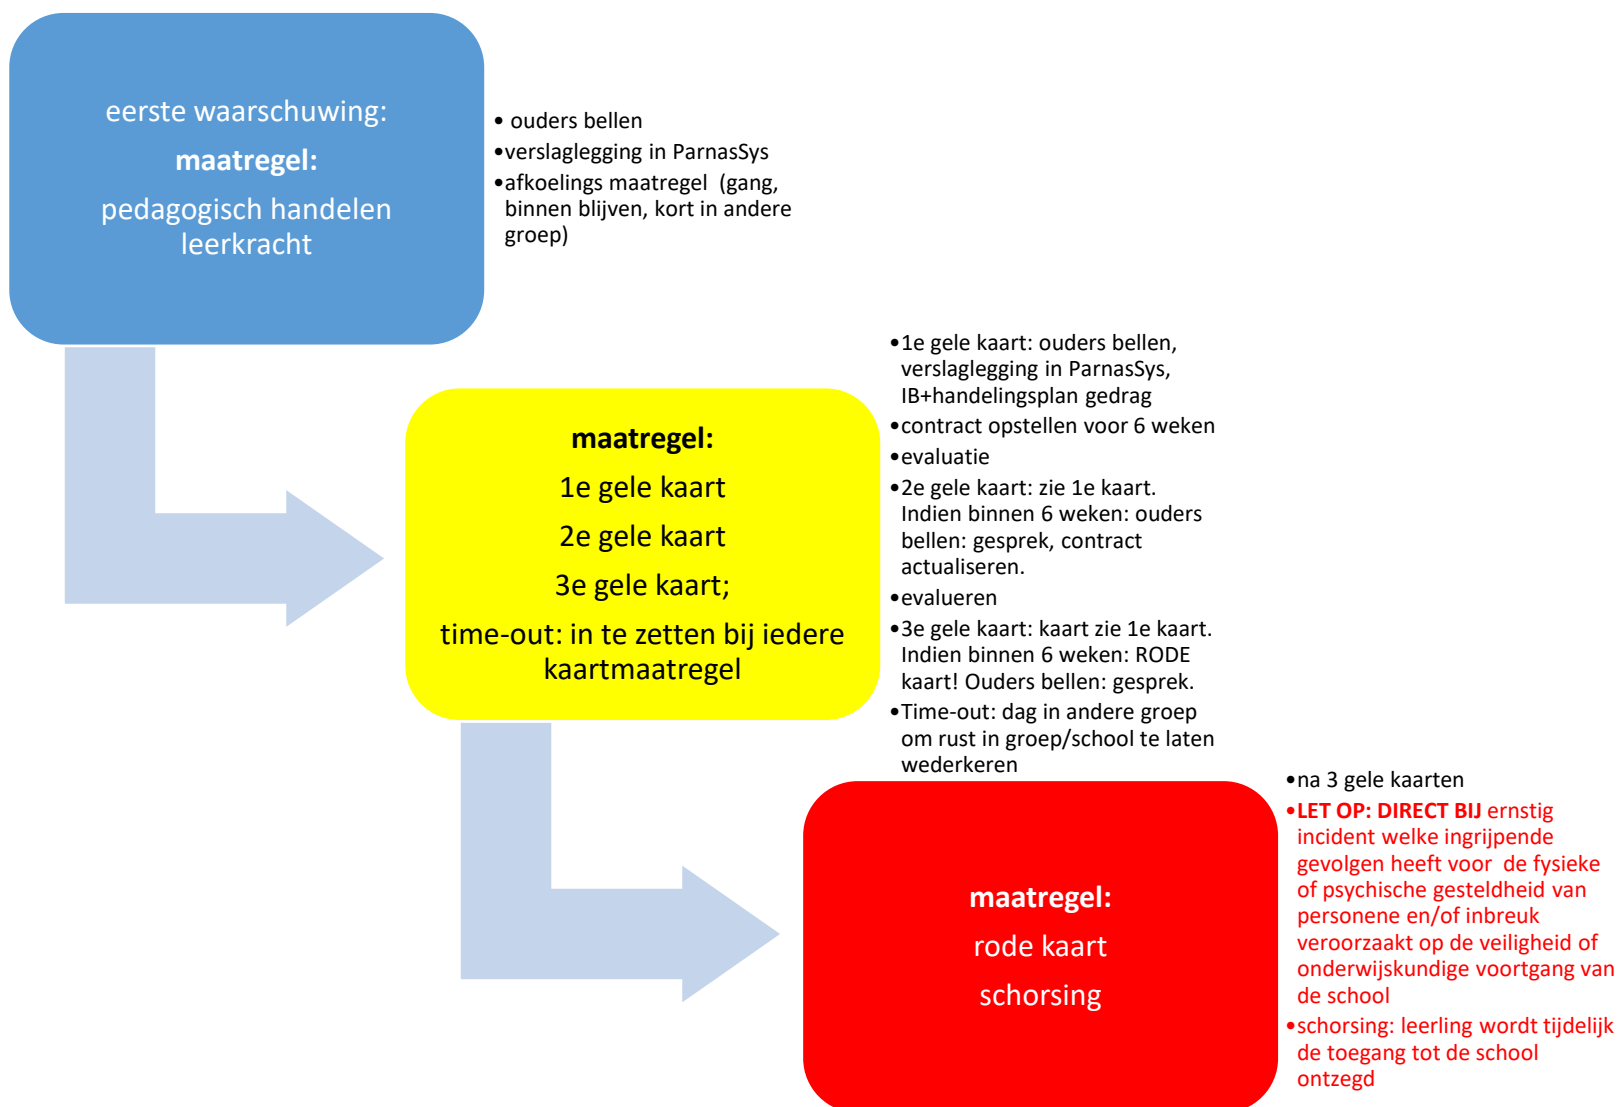 eerste waarschuwing:
maatregel:
pedagogisch handelen
leerkracht
• ouders bellen
•verslaglegging in ParnasSys
•afkoelings maatregel  (gang,
binnen blijven, kort in andere
groep)
maatregel:
1e gele kaart
2e gele kaart
3e gele kaart;
time-out: in te zetten bij iedere
kaartmaatregel
•1e gele kaart: ouders bellen,
verslaglegging in ParnasSys,
IB+handelingsplan gedrag
•contract opstellen voor 6 weken
•evaluatie
•2e gele kaart: zie 1e kaart.
Indien binnen 6 weken: ouders
bellen: gesprek, contract
actualiseren.
•evalueren
•3e gele kaart: kaart zie 1e kaart.
Indien binnen 6 weken: RODE
kaart! Ouders bellen: gesprek.
•Time-out: dag in andere groep
om rust in groep/school te laten
wederkeren
maatregel:
rode kaart
schorsing
•na 3 gele kaarten
•LET OP: DIRECT BIJ ernstig
incident welke ingrijpende
gevolgen heeft voor  de fysieke
of psychische gesteldheid van
personene en/of inbreuk
veroorzaakt op de veiligheid of
onderwijskundige voortgang van
de school
•schorsing: leerling wordt tijdelijk
de toegang tot de school
ontzegd